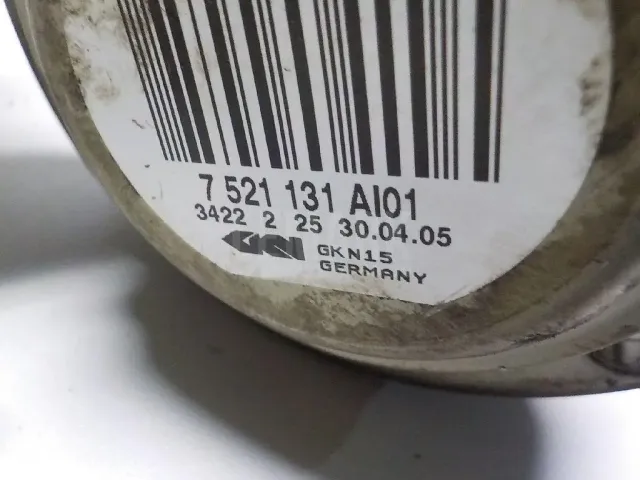 7 521 131 AI01
3422 2 25 30.04.05
GKN GKN15
GERMANY